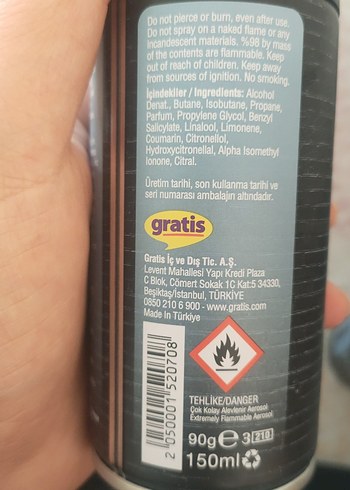 Do not pierce or burn, even after use.
Do not spray on a naked flame or any
incandescent materials. %98 by mass
of the contents are flammable. Keep
out of reach of children. Keep away
from sources of ignition. No smoking.
İçindekiler / Ingredients: Alcohol
Denat., Butane, Isobutane, Propane,
Parfum, Propylene Glycol, Benzyl
Salicylate, Linalool, Limonene,
Coumarin, Citronellol,
Hydroxycitronellal, Alpha Isomethyl
Ionone, Citral.
Üretim tarihi, son kullanma tarihi ve
seri numarası ambalajın altındadır.
gratis
Gratis İç ve Dış Tic. A.Ş.
Levent Mahallesi Yapı Kredi Plaza
C Blok, Cömert Sokak 1C Kat:5 34330,
Beşiktaş/İstanbul, TÜRKİYE
0850 210 6 900 - www.gratis.com
Made In Türkiye
2 050001 520708
TEHLİKE/DANGER
Çok Kolay Alevlenir Aerosol
Extremely Flammable Aerosol
90g e 3 210
150ml